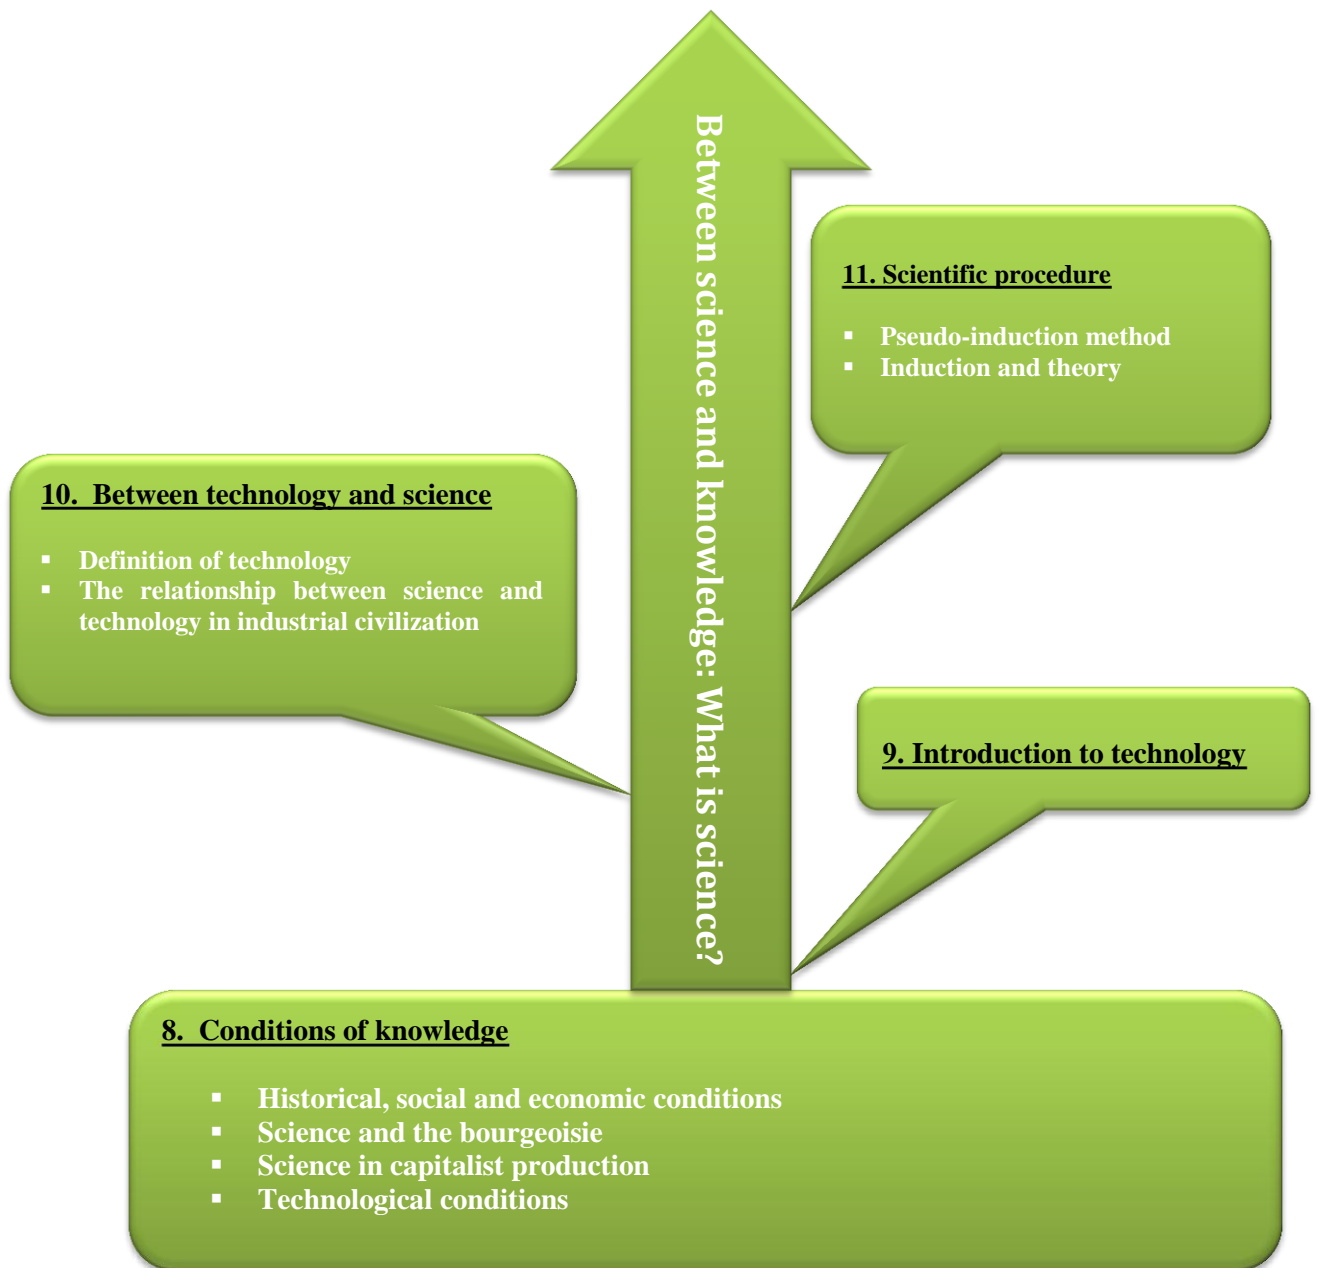 Between science and knowledge: What is science?
11. Scientific procedure
▪ Pseudo-induction method
▪ Induction and theory
10. Between technology and science
▪ Definition of technology
▪ The relationship between science and
technology in industrial civilization
9. Introduction to technology
8. Conditions of knowledge
▪ Historical, social and economic conditions
▪ Science and the bourgeoisie
▪ Science in capitalist production
▪ Technological conditions